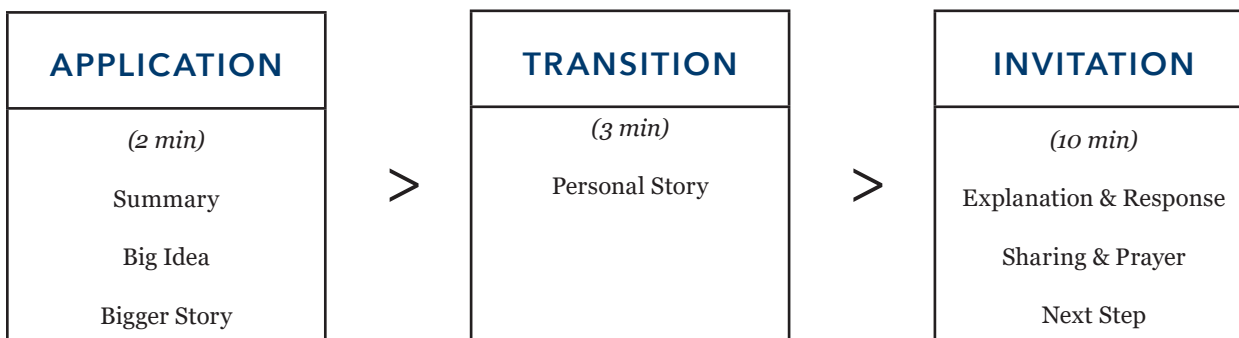 APPLICATION
(2 min)
Summary
Big Idea
Bigger Story
>
TRANSITION
(3 min)
Personal Story
>
INVITATION
(10 min)
Explanation & Response
Sharing & Prayer
Next Step